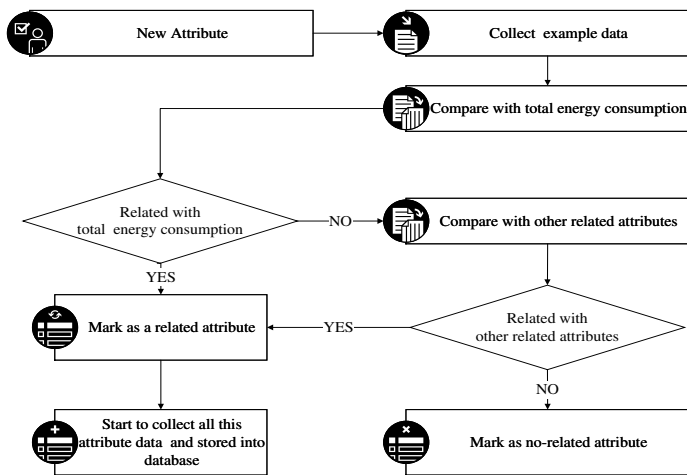 New Attribute
Collect example data
Compare with total energy consumption
Related with
total energy consumption
NO
Compare with other related attributes
YES
Mark as a related attribute
YES
Related with
other related attributes
NO
Start to collect all this
attribute data and stored into
database
Mark as no-related attribute